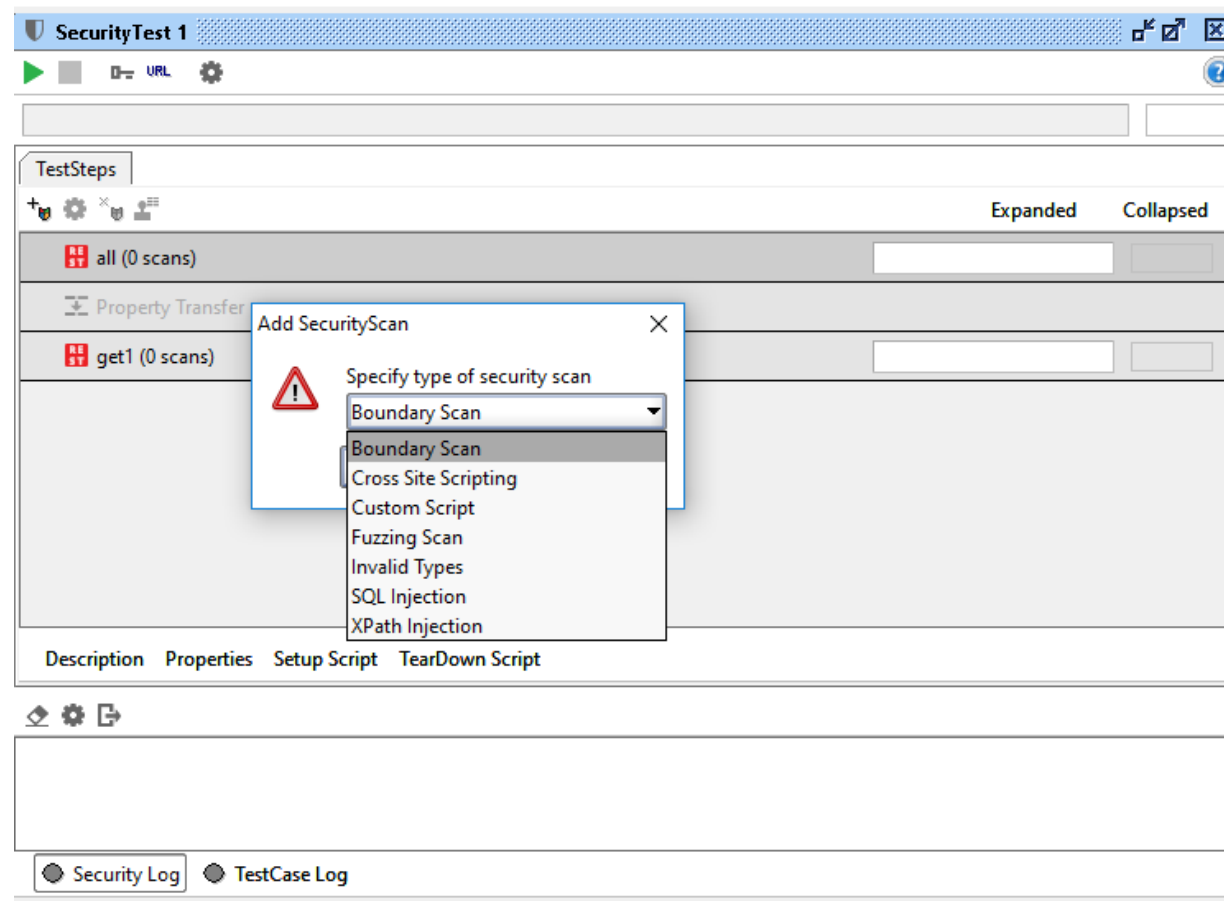 SecurityTest 1
URL
?
TestSteps
Expanded Collapsed
REST all (0 scans)
Property Transfer
REST get1 (0 scans)
Add SecurityScan
!
Specify type of security scan
Boundary Scan
Boundary Scan
Cross Site Scripting
Custom Script
Fuzzing Scan
Invalid Types
SQL Injection
XPath Injection
Description Properties Setup Script TearDown Script
Security Log TestCase Log